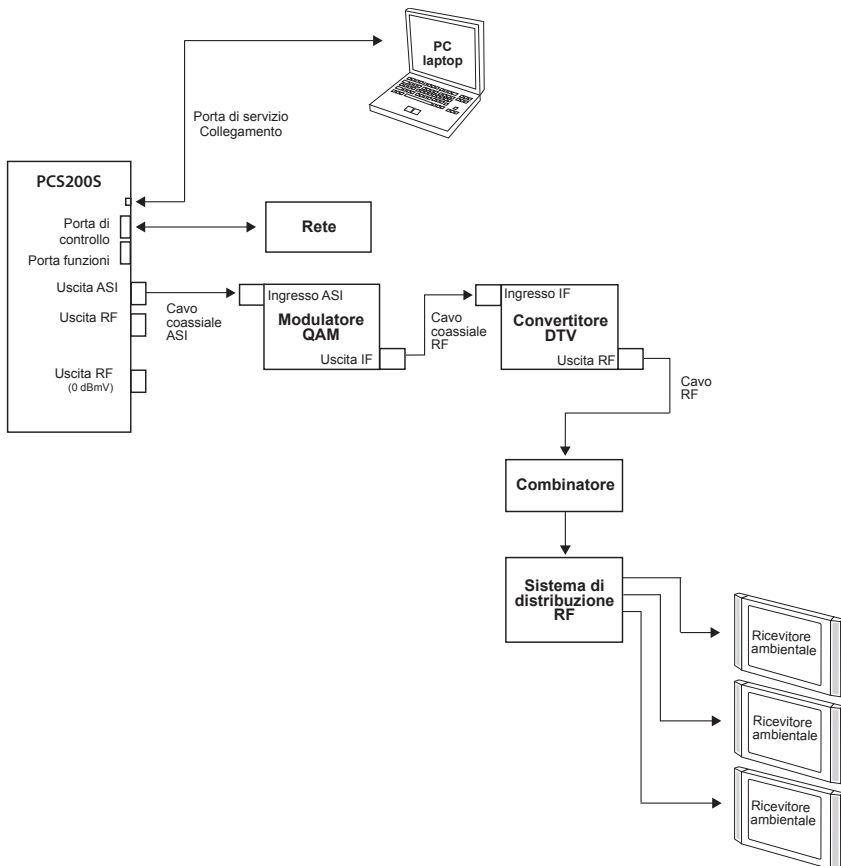 PC
laptop
Porta di servizio
Collegamento
PCS200S
Porta di
controllo
Porta funzioni
Uscita ASI
Uscita RF
Uscita RF
(0 dBmV)
Rete
Cavo
coassiale
ASI
Ingresso ASI
Modulatore
QAM
Uscita IF
Cavo
coassiale
RF
Ingresso IF
Convertitore
DTV
Uscita RF
Cavo
RF
Combinatore
Sistema di
distribuzione
RF
Ricevitore
ambientale
Ricevitore
ambientale
Ricevitore
ambientale